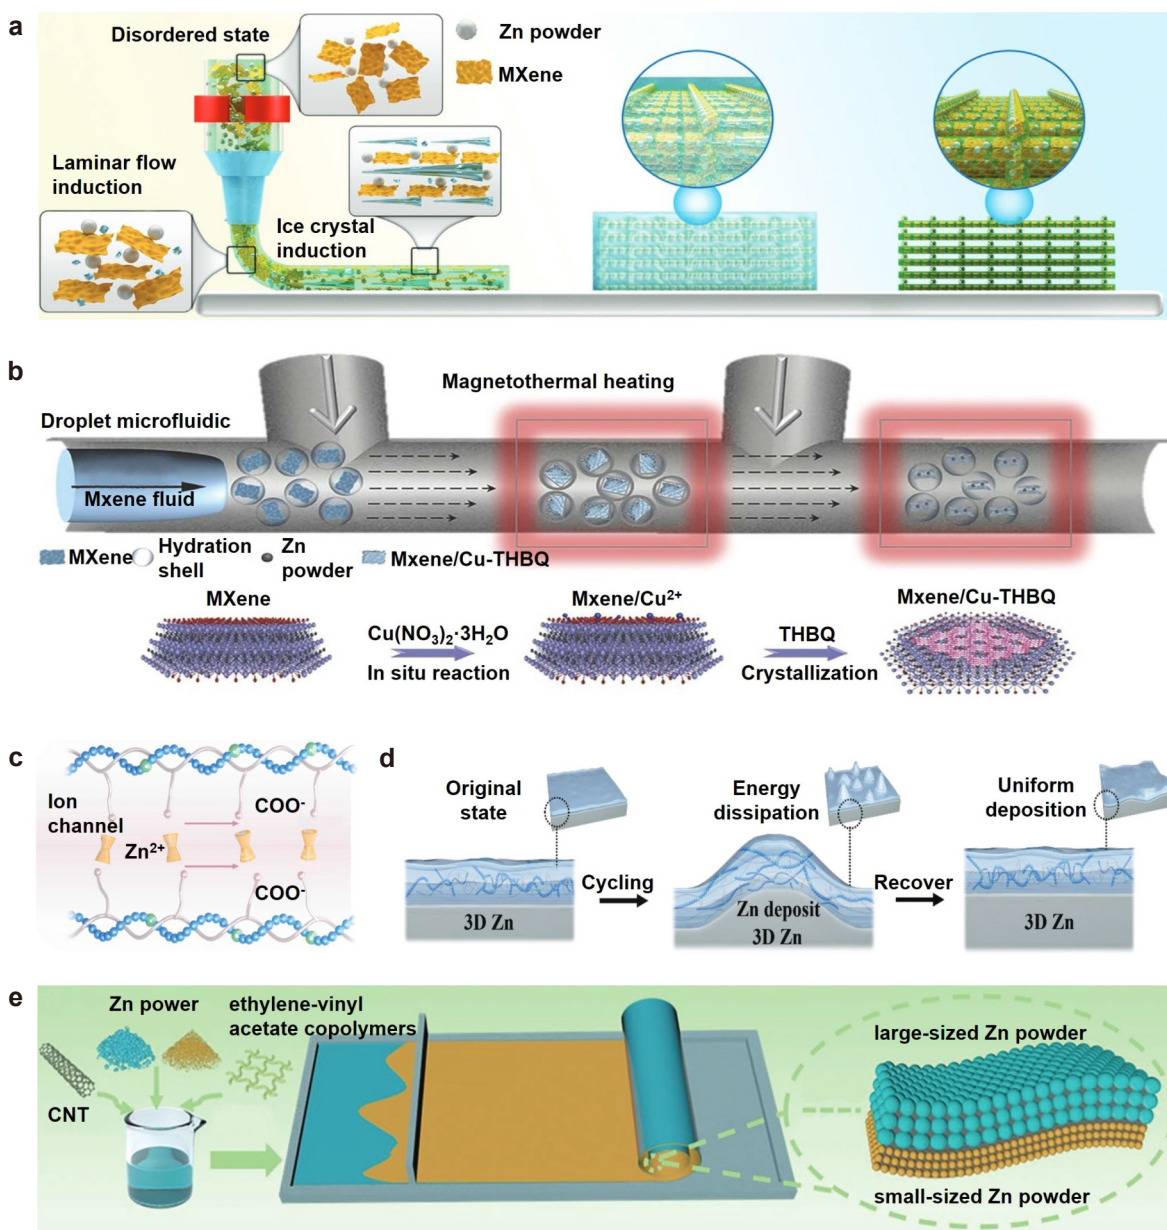 a
Disordered state
Zn powder
MXene
Laminar flow
induction
Ice crystal
induction
b
Magnetothermal heating
Droplet microfluidic
Mxene fluid
MXene
Hydration
shell
Zn
powder
Mxene/Cu-THBQ
MXene
Mxene/Cu²⁺
Mxene/Cu-THBQ
Cu(NO₃)₂·3H₂O
In situ reaction
THBQ
Crystallization
c
Ion
channel
COO⁻
Zn²⁺
COO⁻
d
Original
state
Energy
dissipation
Uniform
deposition
Cycling
Recover
3D Zn
Zn deposit
3D Zn
3D Zn
e
Zn power
ethylene-vinyl
acetate copolymers
CNT
large-sized Zn powder
small-sized Zn powder